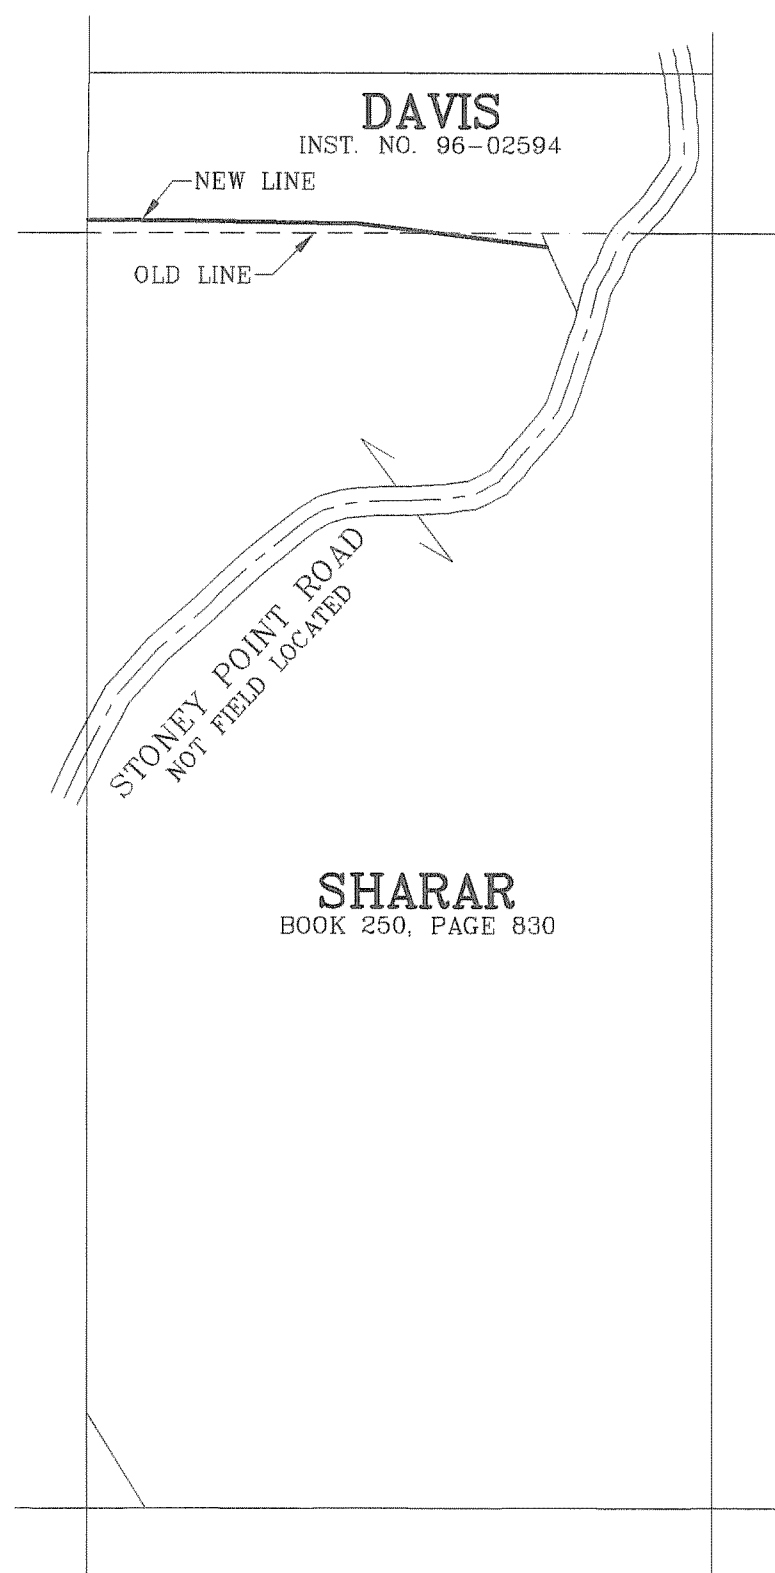 DAVIS
INST. NO. 96-02594
NEW LINE
OLD LINE
STONEY POINT ROAD
NOT FIELD LOCATED
SHARAR
BOOK 250, PAGE 830